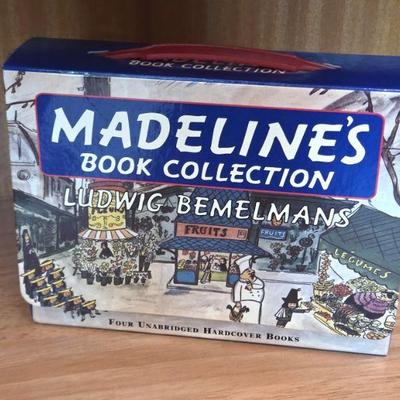 BOOK COLLECTION
MADELINE'S
BOOK COLLECTION
LUDWIG BEMELMANS
FRUITS
FRUITS
LEGUMES
FOUR UNABRIDGED HARDCOVER BOOKS